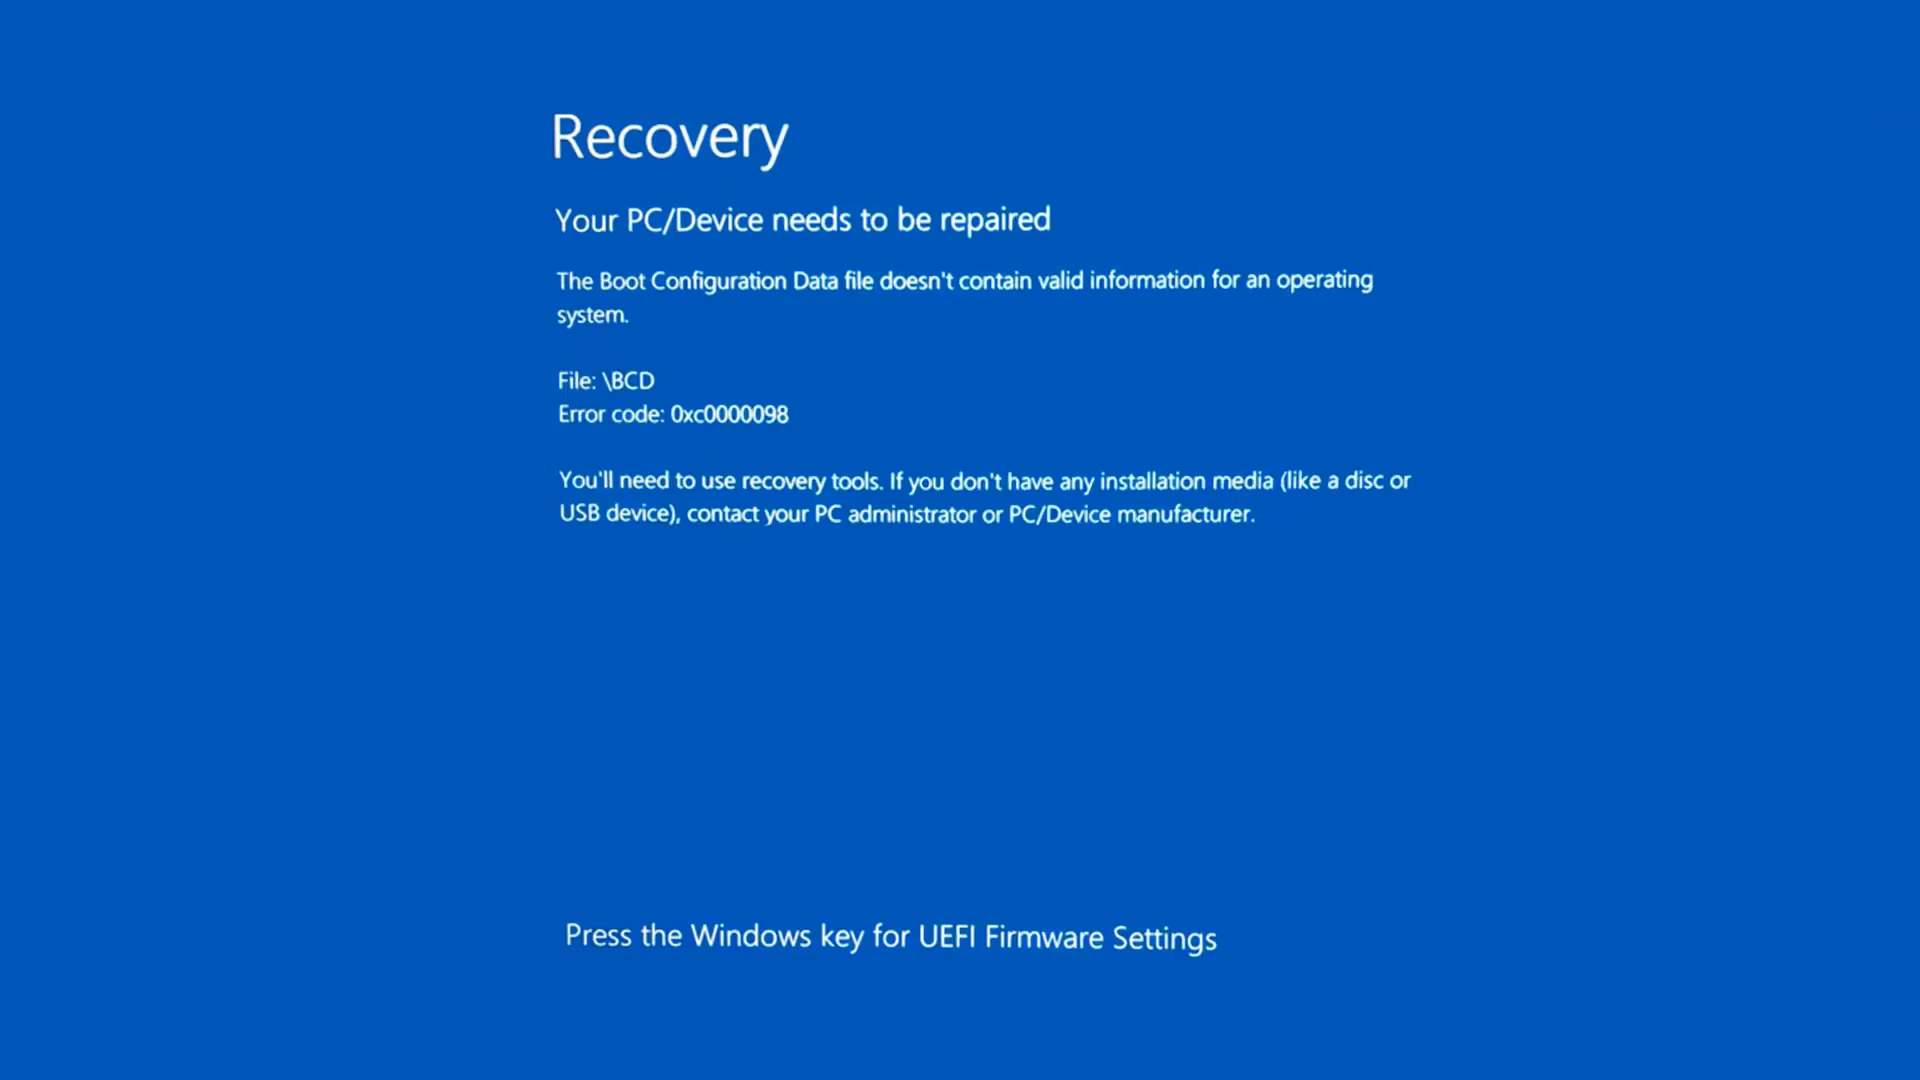 Recovery
Your PC/Device needs to be repaired
The Boot Configuration Data file doesn't contain valid information for an operating
system.
File: \BCD
Error code: 0xc0000098
You'll need to use recovery tools. If you don't have any installation media (like a disc or
USB device), contact your PC administrator or PC/Device manufacturer.
Press the Windows key for UEFI Firmware Settings